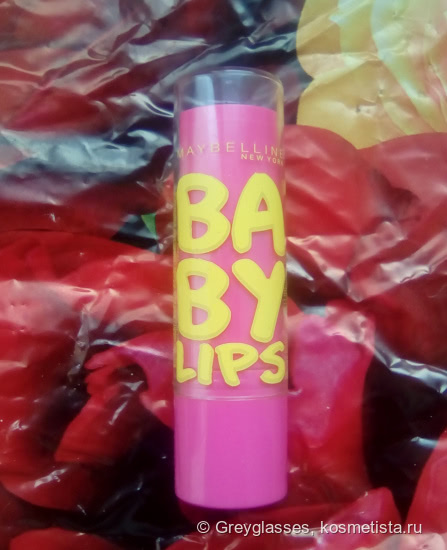 MAYBELLINE
NEW YORK
BA
BY
LIPS
© Greyglasses, kosmetista.ru